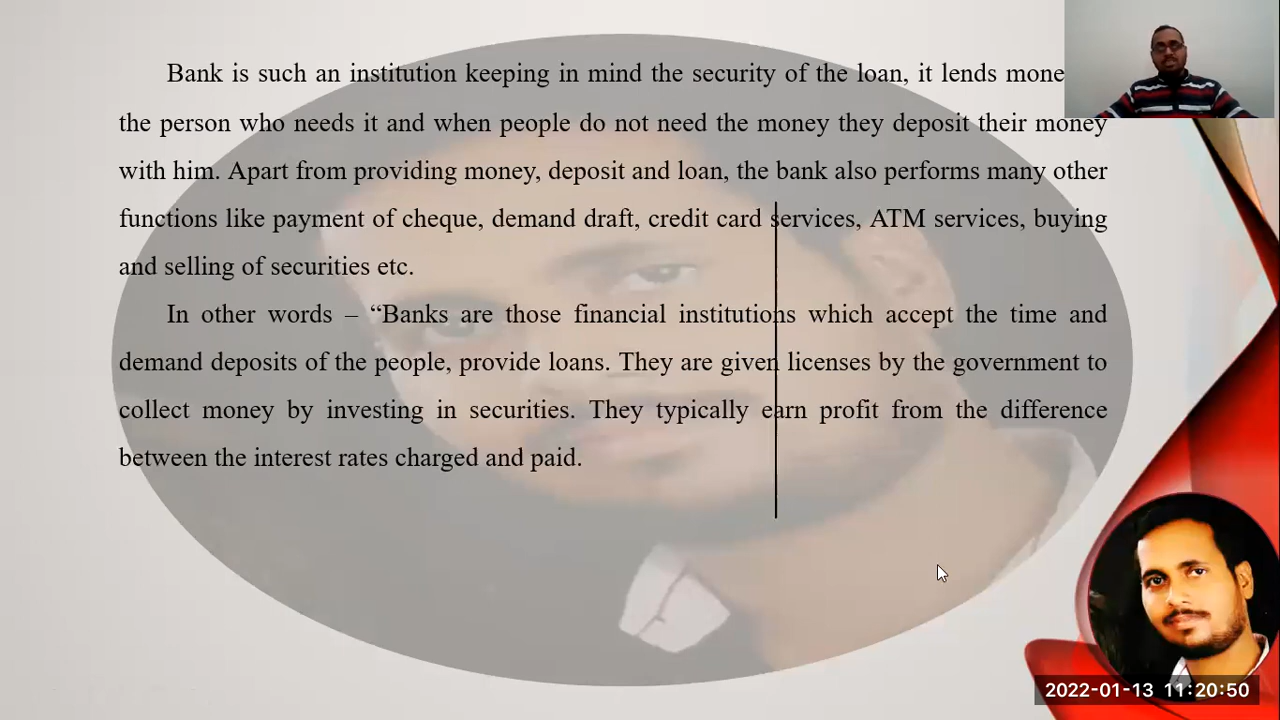 Bank is such an institution keeping in mind the security of the loan, it lends mone
the person who needs it and when people do not need the money they deposit their money
with him. Apart from providing money, deposit and loan, the bank also performs many other
functions like payment of cheque, demand draft, credit card services, ATM services, buying
and selling of securities etc.
In other words – “Banks are those financial institutions which accept the time and
demand deposits of the people, provide loans. They are given licenses by the government to
collect money by investing in securities. They typically earn profit from the difference
between the interest rates charged and paid.
2022-01-13 11:20:50